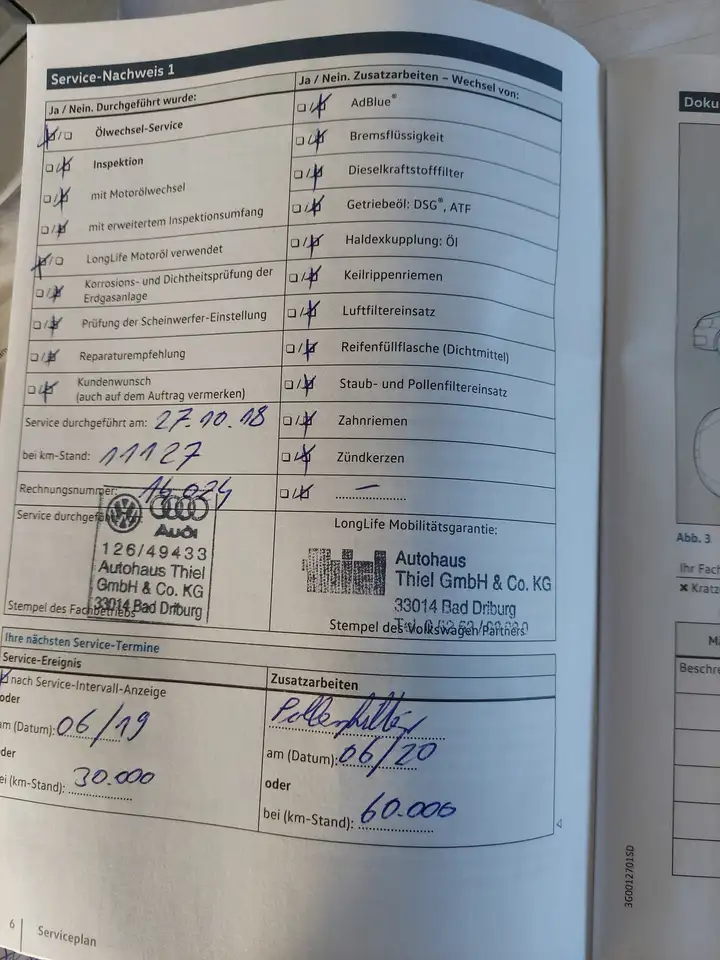 Service-Nachweis 1
Ja / Nein. Durchgeführt wurde:
Ölwechsel-Service
Inspektion
mit Motorölwechsel
mit erweitertem Inspektionsumfang
LongLife Motoröl verwendet
Korrosions- und Dichtheitsprüfung der
Erdgasanlage
Prüfung der Scheinwerfer-Einstellung
Reparaturempfehlung
Kundenwunsch
(auch auf dem Auftrag vermerken)
Service durchgeführt am: 27.10.18
bei km-Stand: 11127
Rechnungsnummer:
Service durchgeführt
Audi
126/49433
Autohaus Thiel
GmbH & Co. KG
33014 Bad Driburg
Stempel des Fachbetriebs
Ja / Nein. Zusatzarbeiten – Wechsel von:
AdBlue®
Bremsflüssigkeit
Dieselkraftstofffilter
Getriebeöl: DSG®, ATF
Haldexkupplung: Öl
Keilrippenriemen
Luftfiltereinsatz
Reifenfüllflasche (Dichtmittel)
Staub- und Pollenfiltereinsatz
Zahnriemen
Zündkerzen
LongLife Mobilitätsgarantie:
Autohaus
Thiel GmbH & Co. KG
33014 Bad Driburg
Stempel des Volkswagen Partners
Ihre nächsten Service-Termine
Service-Ereignis
nach Service-Intervall-Anzeige
oder
am (Datum): 06/19
oder
bei (km-Stand): 30.000
Zusatzarbeiten
Pollenfilter
am (Datum): 06/20
oder
bei (km-Stand): 60.000
6
Serviceplan
3G0012701SD
Doku
Abb. 3
Ihr Fach
Kratz
Beschre